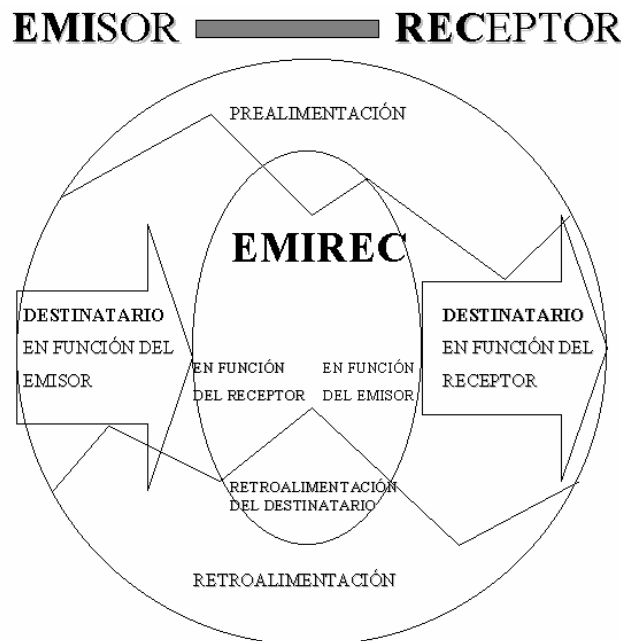 EMISOR RECEPTOR
PREALIMENTACIÓN
EMIREC
DESTINATARIO
EN FUNCIÓN DEL
EMISOR
EN FUNCIÓN
DEL RECEPTOR
EN FUNCIÓN
DEL EMISOR
DESTINATARIO
EN FUNCIÓN DEL
RECEPTOR
RETROALIMENTACIÓN
DEL DESTINATARIO
RETROALIMENTACIÓN